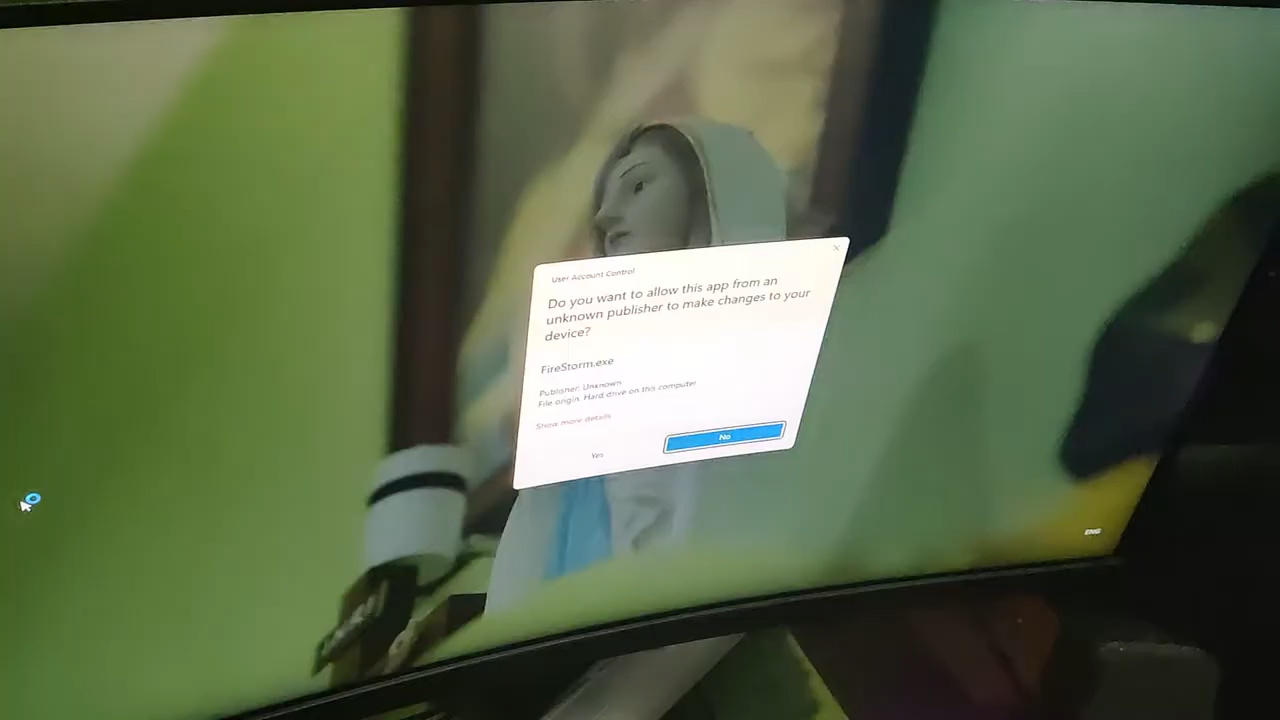 User Account Control
Do you want to allow this app from an
unknown publisher to make changes to your
device?
FireStorm.exe
Publisher: Unknown
File origin: Hard drive on this computer
Show more details
Yes
No
ENG